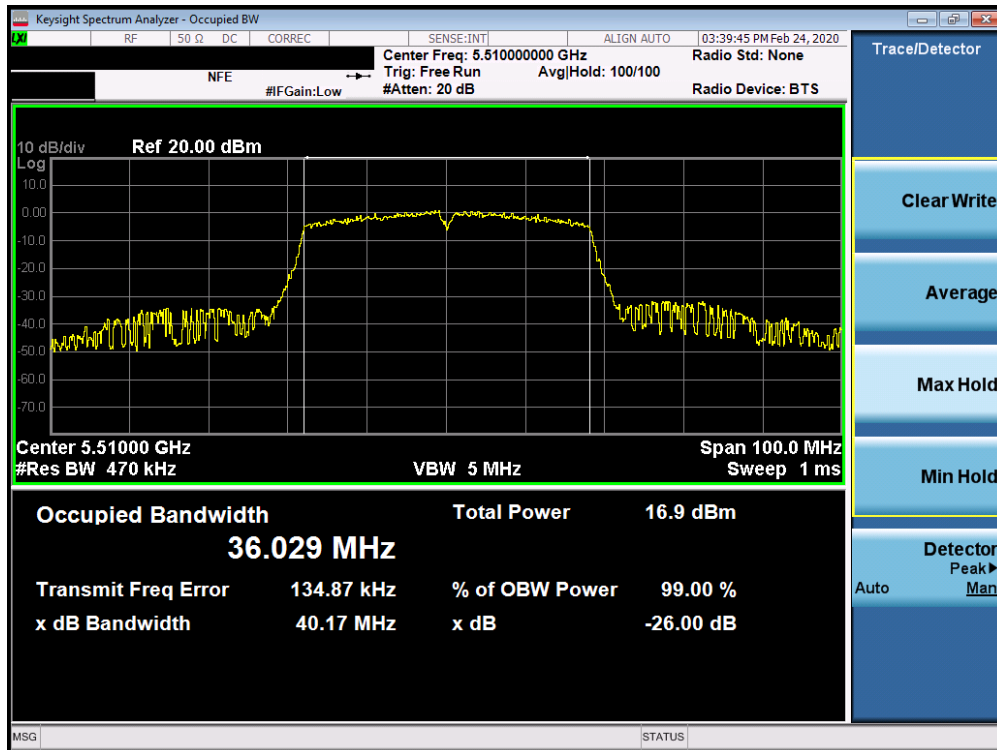 Keysight Spectrum Analyzer - Occupied BW
LXI RF 50 Ω DC CORREC SENSE:INT ALIGN AUTO 03:39:45 PM Feb 24, 2020
NFE
#IFGain:Low
Center Freq: 5.510000000 GHz
Trig: Free Run Avg|Hold: 100/100
#Atten: 20 dB
Radio Std: None
Radio Device: BTS
Trace/Detector
10 dB/div Ref 20.00 dBm
Log
10.0
0.00
-10.0
-20.0
-30.0
-40.0
-50.0
-60.0
-70.0
Center 5.51000 GHz Span 100.0 MHz
#Res BW 470 kHz VBW 5 MHz Sweep 1 ms
Occupied Bandwidth Total Power 16.9 dBm
36.029 MHz
Transmit Freq Error 134.87 kHz % of OBW Power 99.00 %
x dB Bandwidth 40.17 MHz x dB -26.00 dB
Clear Write
Average
Max Hold
Min Hold
Detector
Peak▶
Auto Man
MSG STATUS